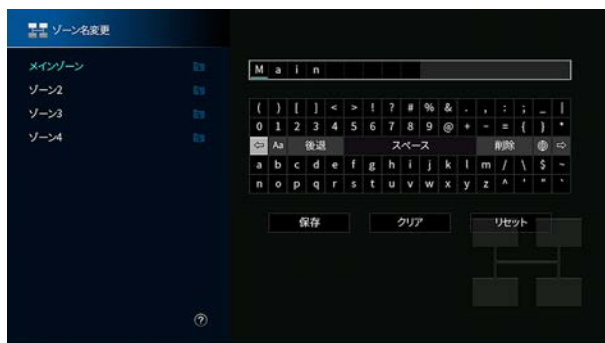 ゾーン名変更
メインゾーン
ゾーン2
ゾーン3
ゾーン4
Main
( ) [ ] < > ! ? # % & . , : ; _ |
0 1 2 3 4 5 6 7 8 9 @ + - = { } *
⇦ Aa 後退 スペース 削除 ⇨
a b c d e f g h i j k l m / \ $ ~
n o p q r s t u v w x y z ^ ' " `
保存 クリア リセット
?